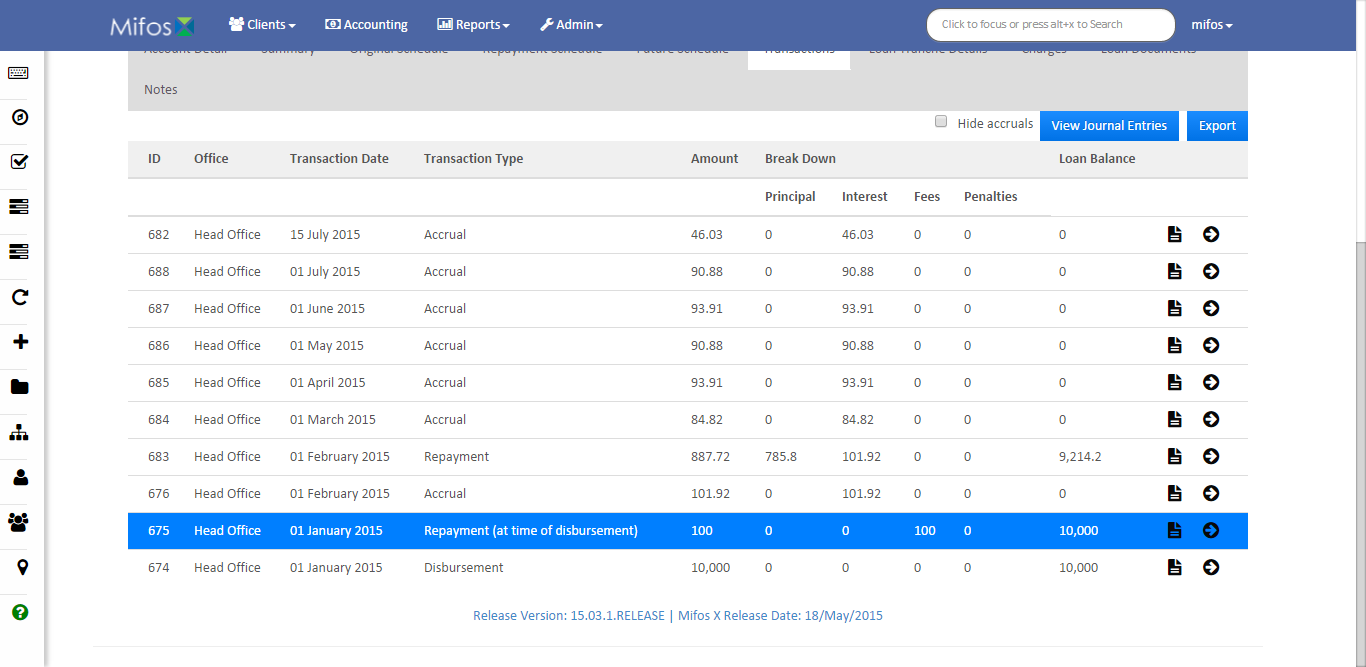 Mifos X Clients Accounting Reports Admin Click to focus or press alt+x to Search mifos
Account Detail Summary Original Schedule Repayment Schedule Future Schedule Transactions Loan Tranche Details Charges Loan Documents
Notes
Hide accruals View Journal Entries Export
ID Office Transaction Date Transaction Type Amount Break Down Loan Balance
Principal Interest Fees Penalties
682 Head Office 15 July 2015 Accrual 46.03 0 46.03 0 0 0
688 Head Office 01 July 2015 Accrual 90.88 0 90.88 0 0 0
687 Head Office 01 June 2015 Accrual 93.91 0 93.91 0 0 0
686 Head Office 01 May 2015 Accrual 90.88 0 90.88 0 0 0
685 Head Office 01 April 2015 Accrual 93.91 0 93.91 0 0 0
684 Head Office 01 March 2015 Accrual 84.82 0 84.82 0 0 0
683 Head Office 01 February 2015 Repayment 887.72 785.8 101.92 0 0 9,214.2
676 Head Office 01 February 2015 Accrual 101.92 0 101.92 0 0 0
675 Head Office 01 January 2015 Repayment (at time of disbursement) 100 0 0 100 0 10,000
674 Head Office 01 January 2015 Disbursement 10,000 0 0 0 0 10,000
Release Version: 15.03.1.RELEASE | Mifos X Release Date: 18/May/2015